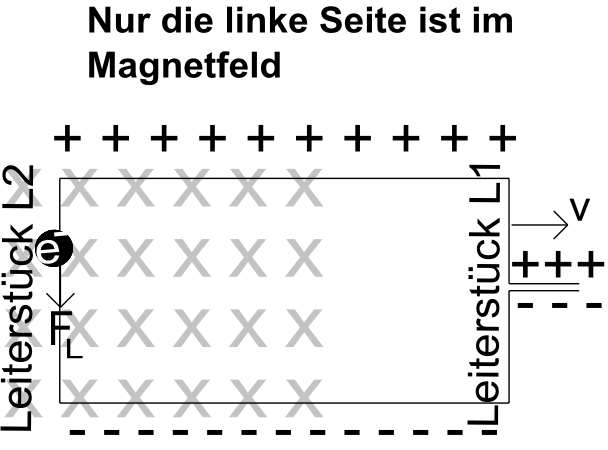 Nur die linke Seite ist im
Magnetfeld
+ + + + + + + + + +
Leiterstück L2
X X X X X X
X X X X X
X X X X X X
X X X X X X
e-
F L
Leiterstück L1
v
+++
- - -
- - - - - - - - - - - - - -